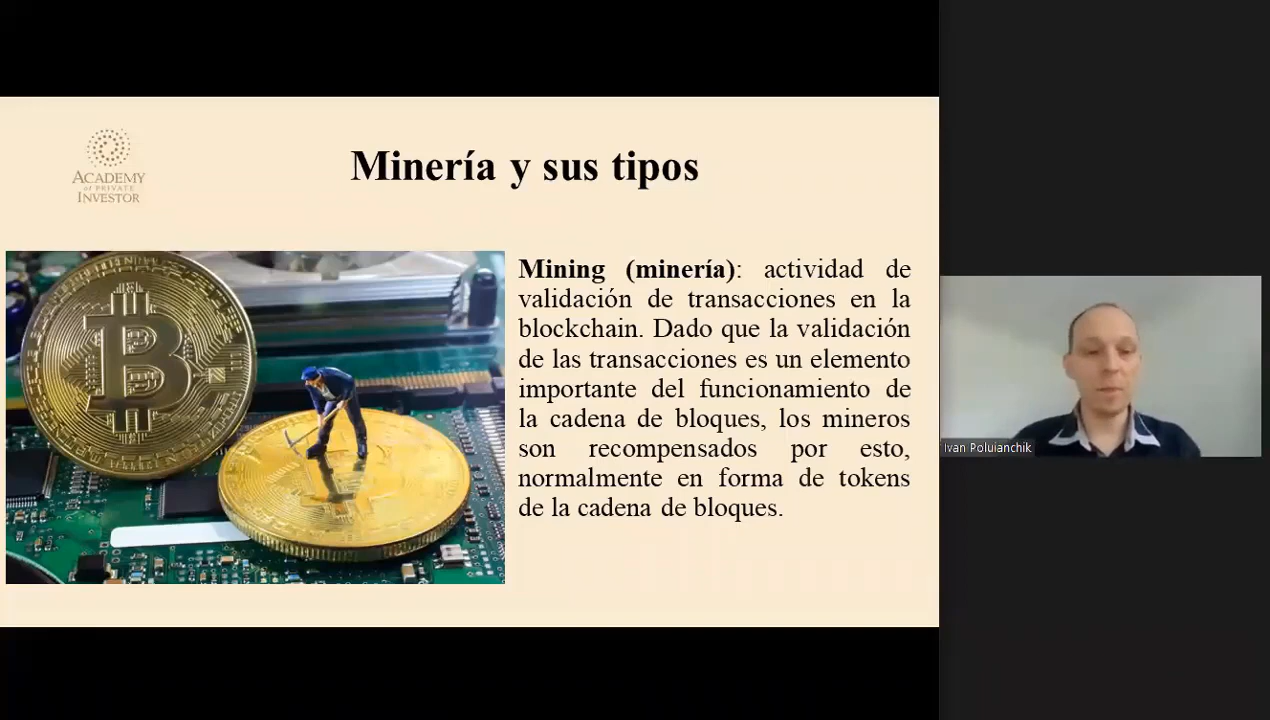 ACADEMY
OF PRIVATE
INVESTOR
Minería y sus tipos
Mining (minería): actividad de
validación de transacciones en la
blockchain. Dado que la validación
de las transacciones es un elemento
importante del funcionamiento de
la cadena de bloques, los mineros
son recompensados por esto,
normalmente en forma de tokens
de la cadena de bloques.
Ivan Poluianchik